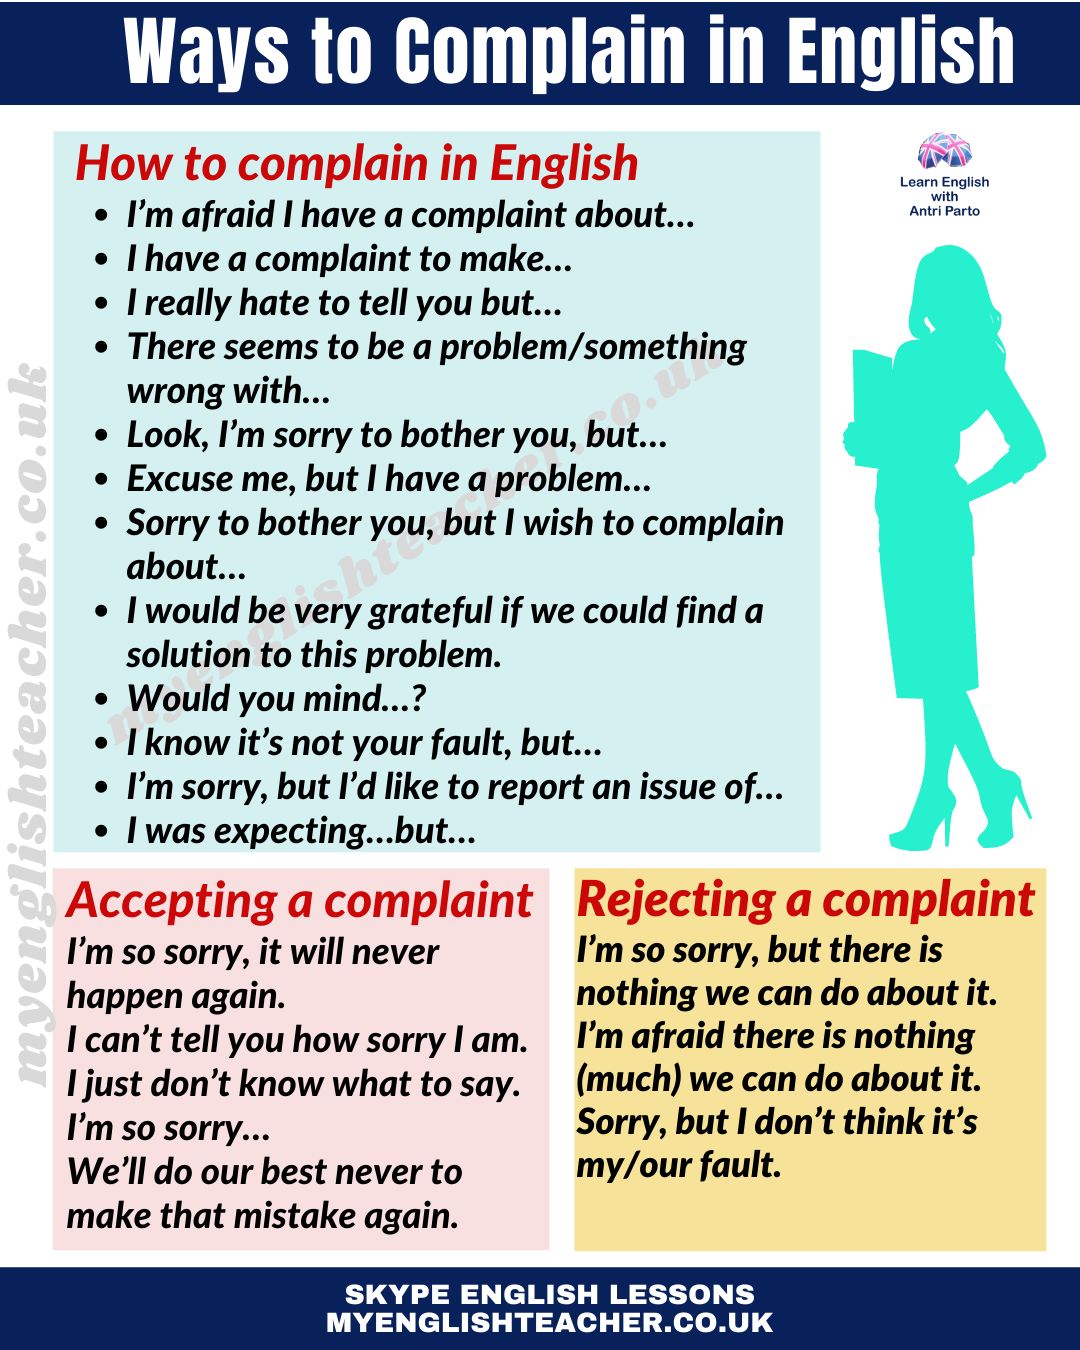 Ways to Complain in English
How to complain in English
• I’m afraid I have a complaint about...
• I have a complaint to make...
• I really hate to tell you but...
• There seems to be a problem/something
wrong with...
• Look, I’m sorry to bother you, but...
• Excuse me, but I have a problem...
• Sorry to bother you, but I wish to complain
about...
• I would be very grateful if we could find a
solution to this problem.
• Would you mind...?
• I know it’s not your fault, but...
• I’m sorry, but I’d like to report an issue of...
• I was expecting...but...
Learn English
with
Antri Parto
myenglishteacher.co.uk
myenglishteacher.co.uk
Accepting a complaint
I’m so sorry, it will never
happen again.
I can’t tell you how sorry I am.
I just don’t know what to say.
I’m so sorry...
We’ll do our best never to
make that mistake again.
Rejecting a complaint
I’m so sorry, but there is
nothing we can do about it.
I’m afraid there is nothing
(much) we can do about it.
Sorry, but I don’t think it’s
my/our fault.
SKYPE ENGLISH LESSONS
MYENGLISHTEACHER.CO.UK